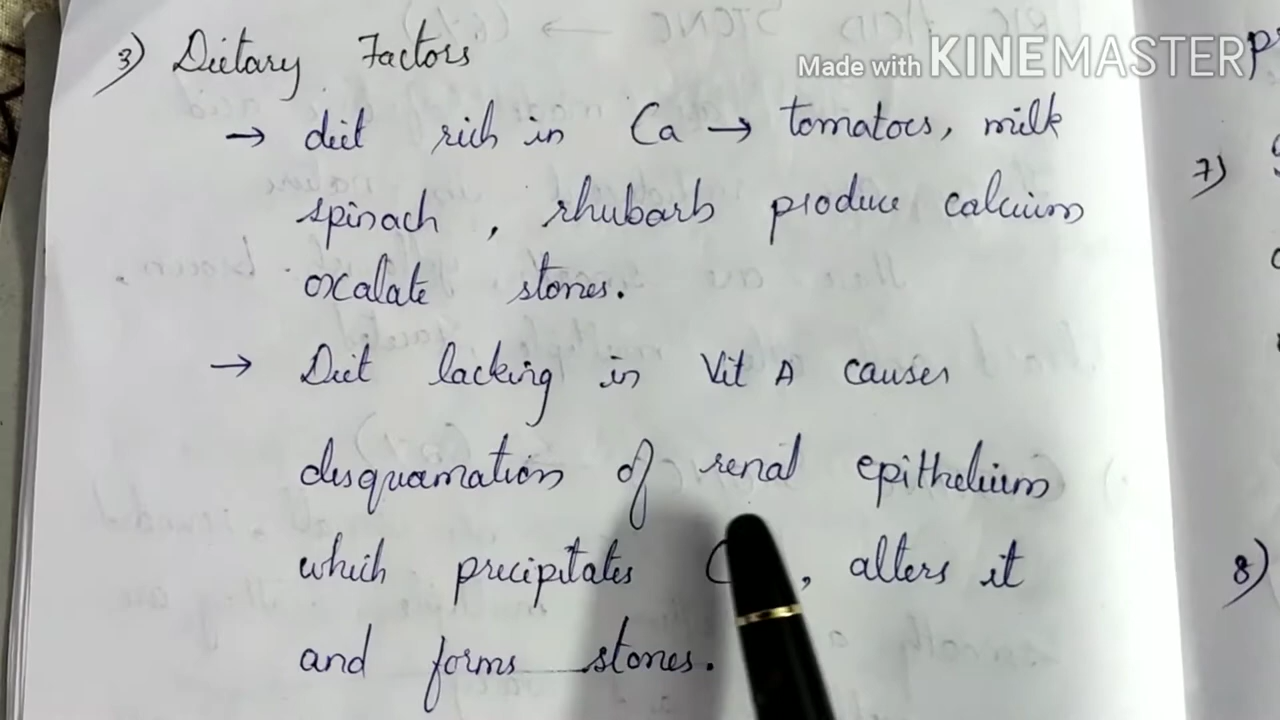 3) Dietary Factors
Made with KINEMASTER
→ diet rich in Ca → tomatoes, milk
spinach, rhubarb produce calcium
oxalate stones.
→ Diet lacking in Vit A causes
desquamation of renal epithelium
which precipitates , alters it
and forms stones.
7)
8)